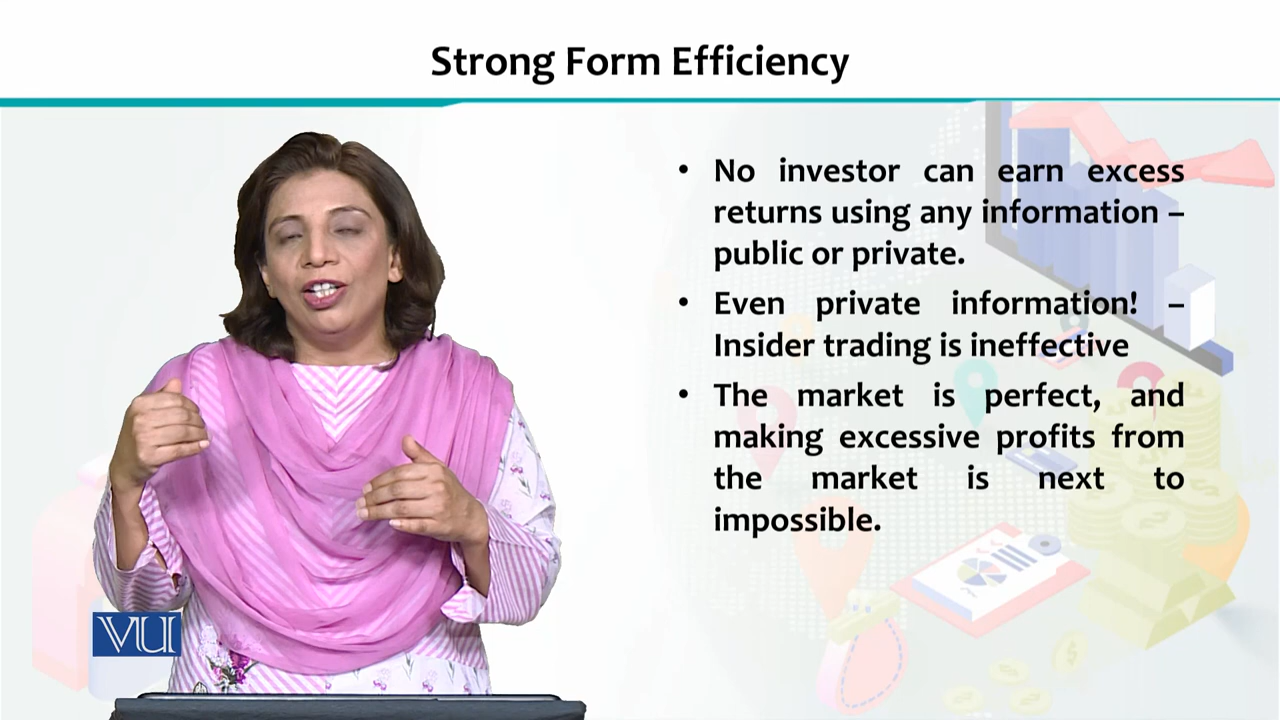 Strong Form Efficiency
• No investor can earn excess
returns using any information –
public or private.
• Even private information! –
Insider trading is ineffective
• The market is perfect, and
making excessive profits from
the market is next to
impossible.
VU